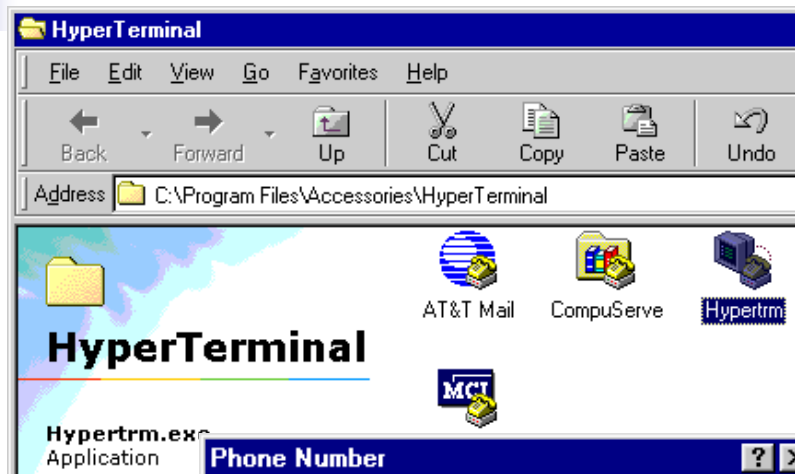 HyperTerminal
File Edit View Go Favorites Help
Back Forward Up Cut Copy Paste Undo
Address C:\Program Files\Accessories\HyperTerminal
AT&T Mail CompuServe Hypertrm
HyperTerminal
MCI
Hypertrm.exe
Application
Phone Number